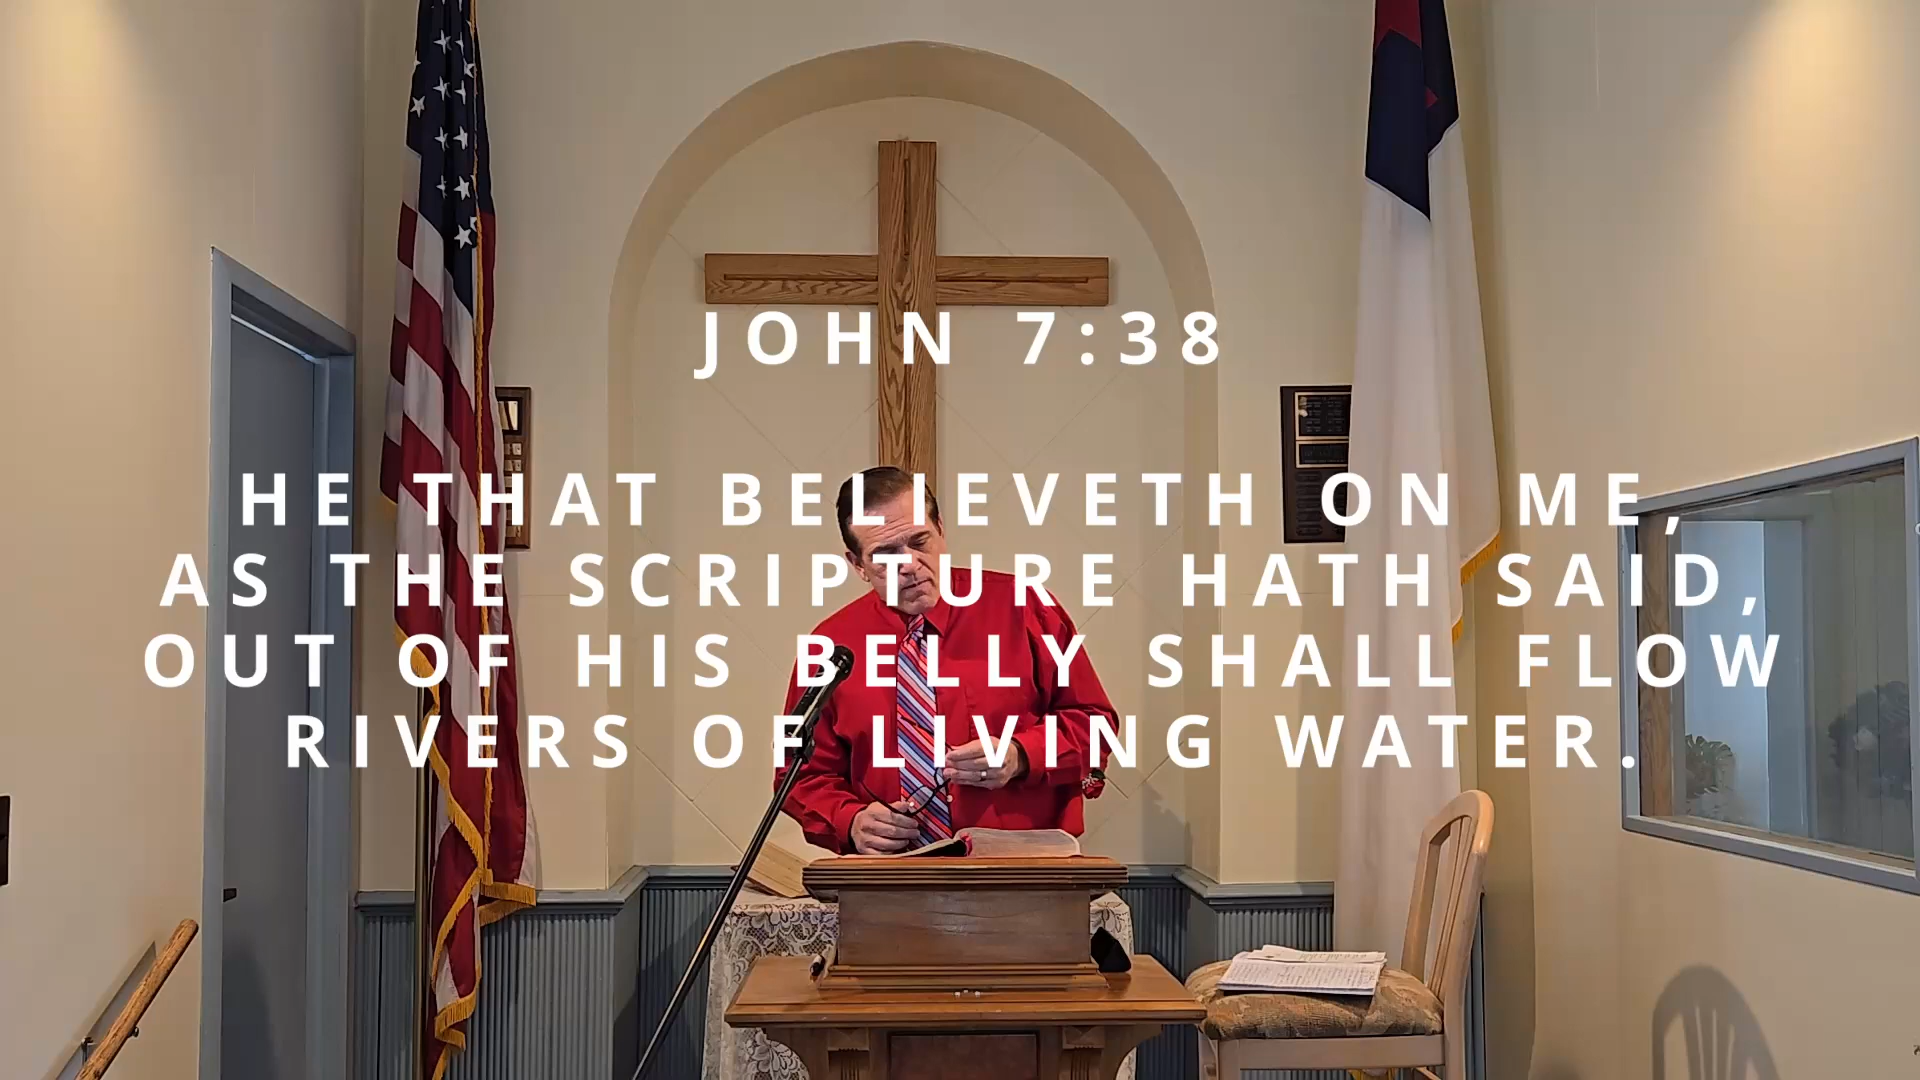 JOHN 7:38
HE THAT BELIEVETH ON ME,
AS THE SCRIPTURE HATH SAID,
OUT OF HIS BELLY SHALL FLOW
RIVERS OF LIVING WATER.